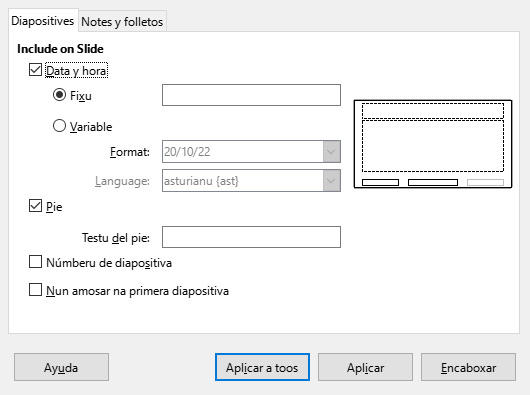 Diapositives Notes y folletos
Include on Slide
Data y hora
Fixu
Variable
Format: 20/10/22
Language: asturianu {ast}
Pie
Testu del pie:
Númberu de diapositiva
Nun amosar na primera diapositiva
Ayuda Aplicar a toos Aplicar Encaboxar